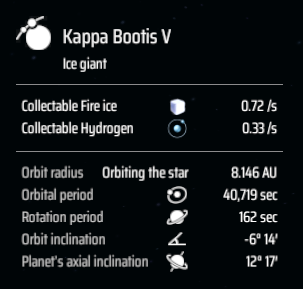 Kappa Bootis V
Ice giant
Collectable Fire ice 0.72 /s
Collectable Hydrogen 0.33 /s
Orbit radius Orbiting the star 8.146 AU
Orbital period 40,719 sec
Rotation period 162 sec
Orbit inclination -6° 14'
Planet's axial inclination 12° 17'